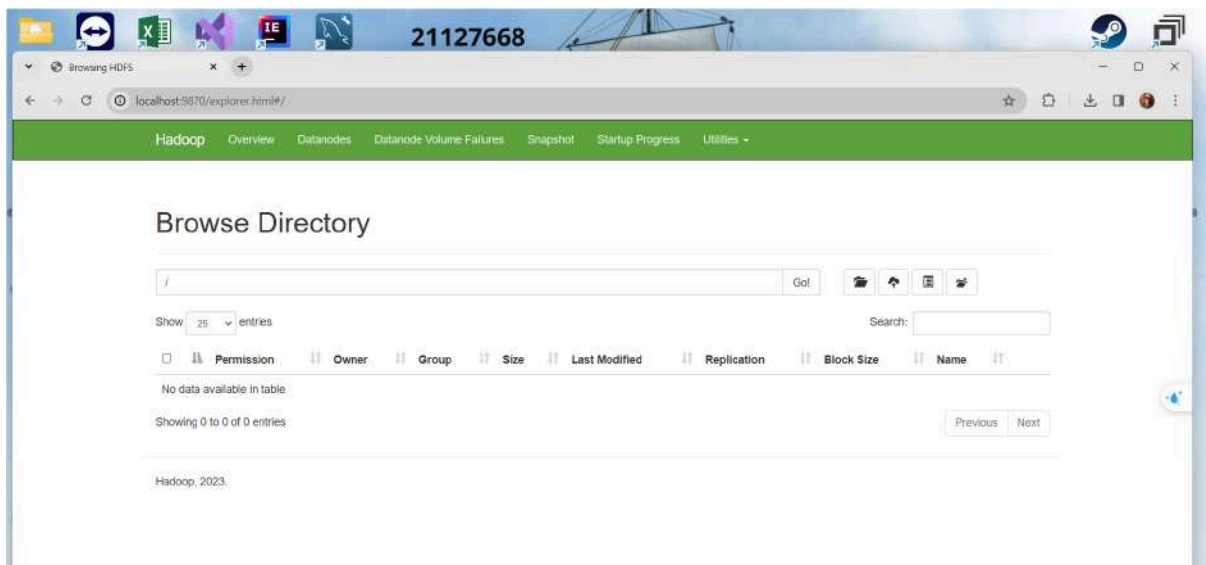 IE
21127668
Browsing HDFS
localhost:9870/explorer.html#/
Hadoop Overview Datanodes Datanode Volume Failures Snapshot Startup Progress Utilities
Browse Directory
/ Go!
Show 25 entries Search:
Permission Owner Group Size Last Modified Replication Block Size Name
No data available in table
Showing 0 to 0 of 0 entries Previous Next
Hadoop, 2023.